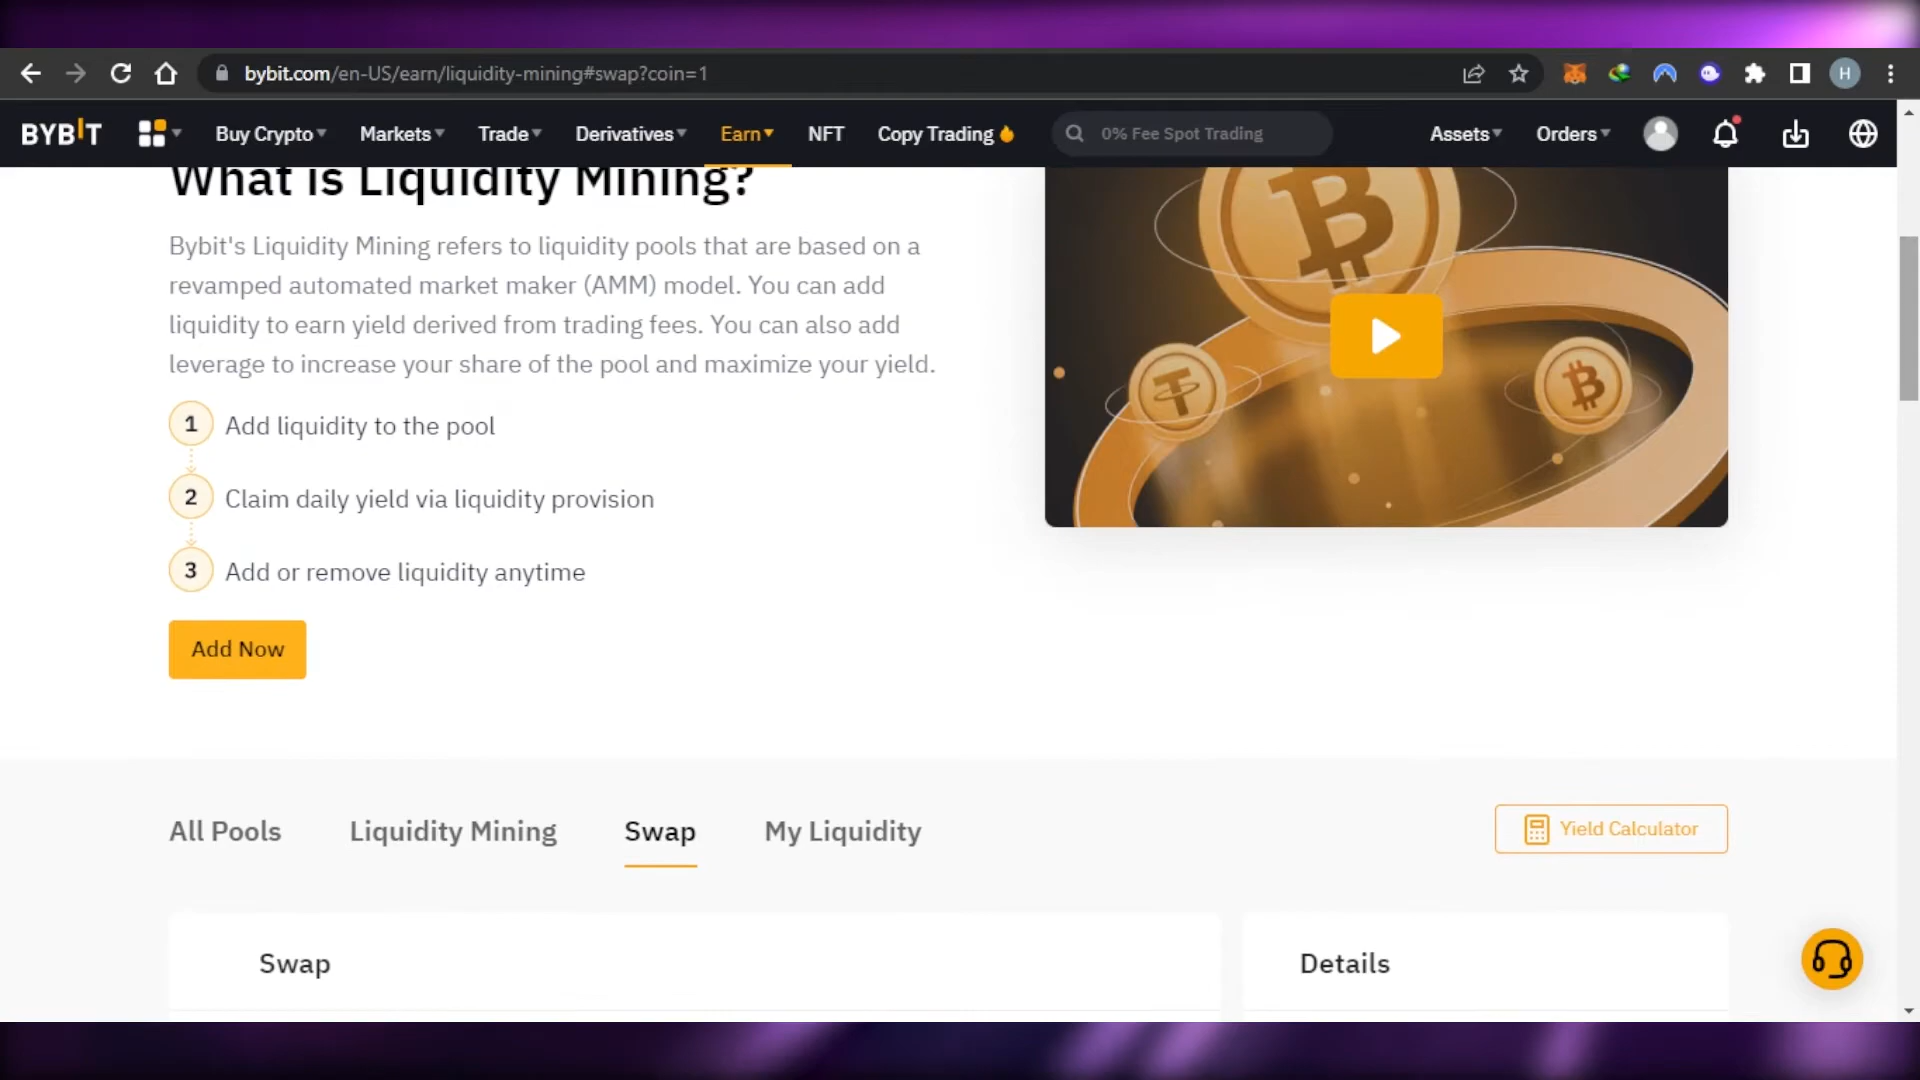 bybit.com/en-US/earn/liquidity-mining#swap?coin=1
H
BYBIT
Buy Crypto
Markets
Trade
Derivatives
Earn
NFT
Copy Trading
0% Fee Spot Trading
Assets
Orders
What is Liquidity Mining?
Bybit's Liquidity Mining refers to liquidity pools that are based on a
revamped automated market maker (AMM) model. You can add
liquidity to earn yield derived from trading fees. You can also add
leverage to increase your share of the pool and maximize your yield.
1 Add liquidity to the pool
2 Claim daily yield via liquidity provision
3 Add or remove liquidity anytime
Add Now
All Pools
Liquidity Mining
Swap
My Liquidity
Yield Calculator
Swap
Details